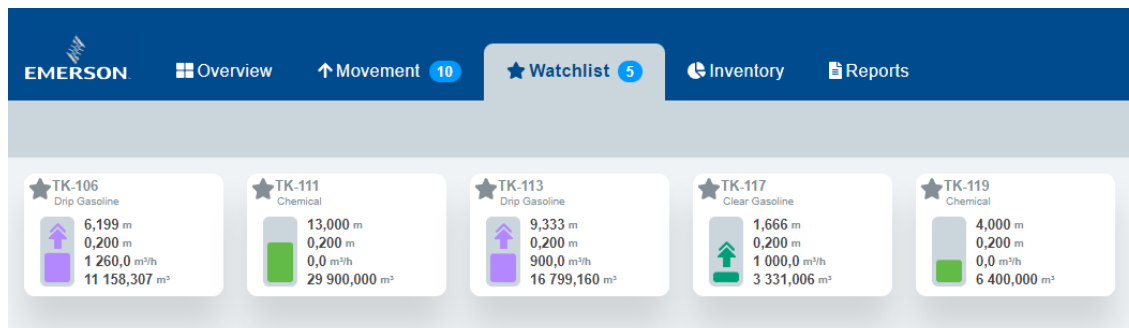 EMERSON.
Overview
Movement 10
Watchlist 5
Inventory
Reports
TK-106
Drip Gasoline
6,199 m
0,200 m
1 260,0 m³/h
11 158,307 m³
TK-111
Chemical
13,000 m
0,200 m
0,0 m³/h
29 900,000 m³
TK-113
Drip Gasoline
9,333 m
0,200 m
900,0 m³/h
16 799,160 m³
TK-117
Clear Gasoline
1,666 m
0,200 m
1 000,0 m³/h
3 331,006 m³
TK-119
Chemical
4,000 m
0,200 m
0,0 m³/h
6 400,000 m³